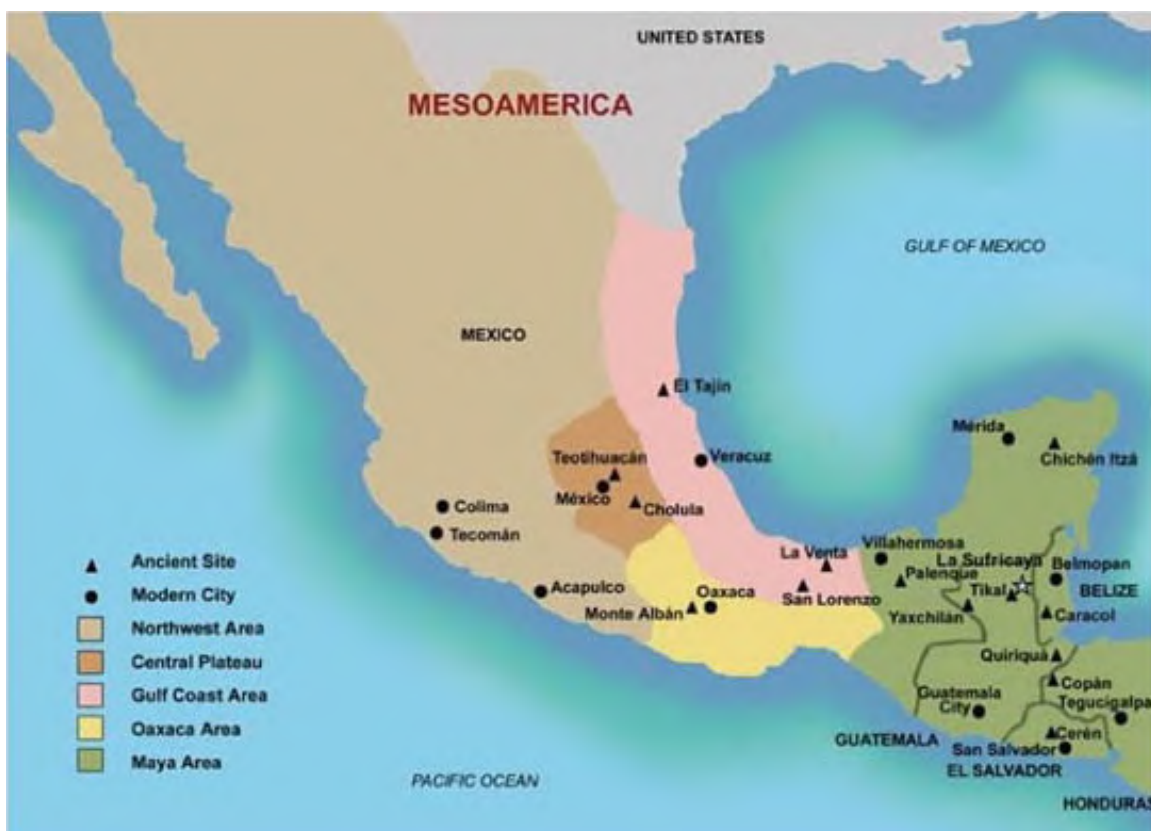 UNITED STATES
MESOAMERICA
GULF OF MEXICO
MEXICO
El Tajín
Mérida
Chichén Itzá
Veracuz
Teotihuacán
México
Cholula
Colima
Tecomán
Villahermosa
La Venta
La Sufricaya
Belmopan
Palenque
BELIZE
Tikal
Acapulco
Oaxaca
San Lorenzo
Monte Albán
Yaxchilán
Caracol
Quiriquá
Copán
Tegucigalpa
Guatemala
City
Cerén
GUATEMALA
San Salvador
EL SALVADOR
HONDURAS
PACIFIC OCEAN
Ancient Site
Modern City
Northwest Area
Central Plateau
Gulf Coast Area
Oaxaca Area
Maya Area